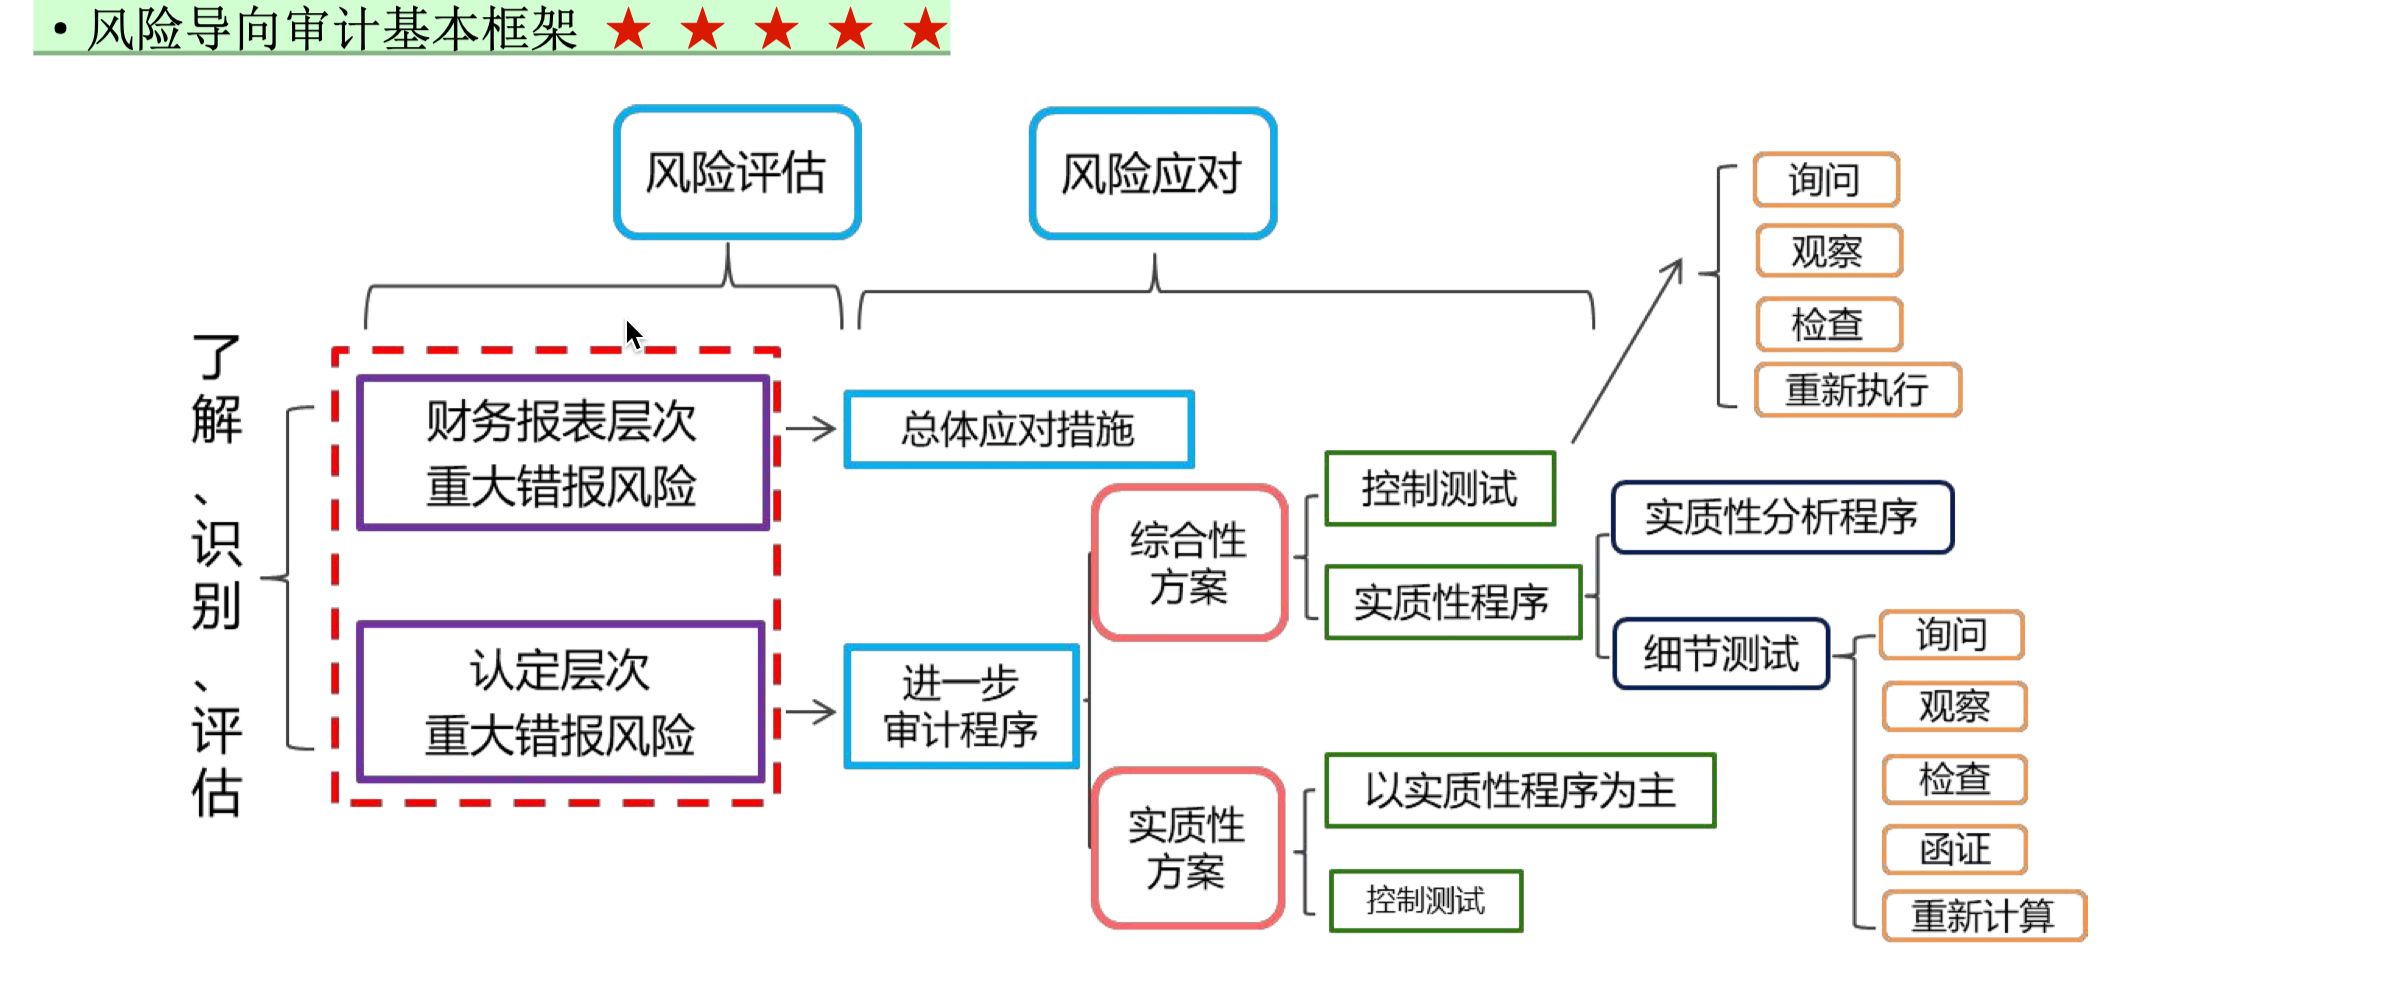 • 风险导向审计基本框架 ★ ★ ★ ★ ★
风险评估
风险应对
了解、识别、评估
财务报表层次
重大错报风险
认定层次
重大错报风险
总体应对措施
进一步
审计程序
综合性
方案
实质性
方案
控制测试
实质性程序
以实质性程序为主
控制测试
询问
观察
检查
重新执行
实质性分析程序
细节测试
询问
观察
检查
函证
重新计算